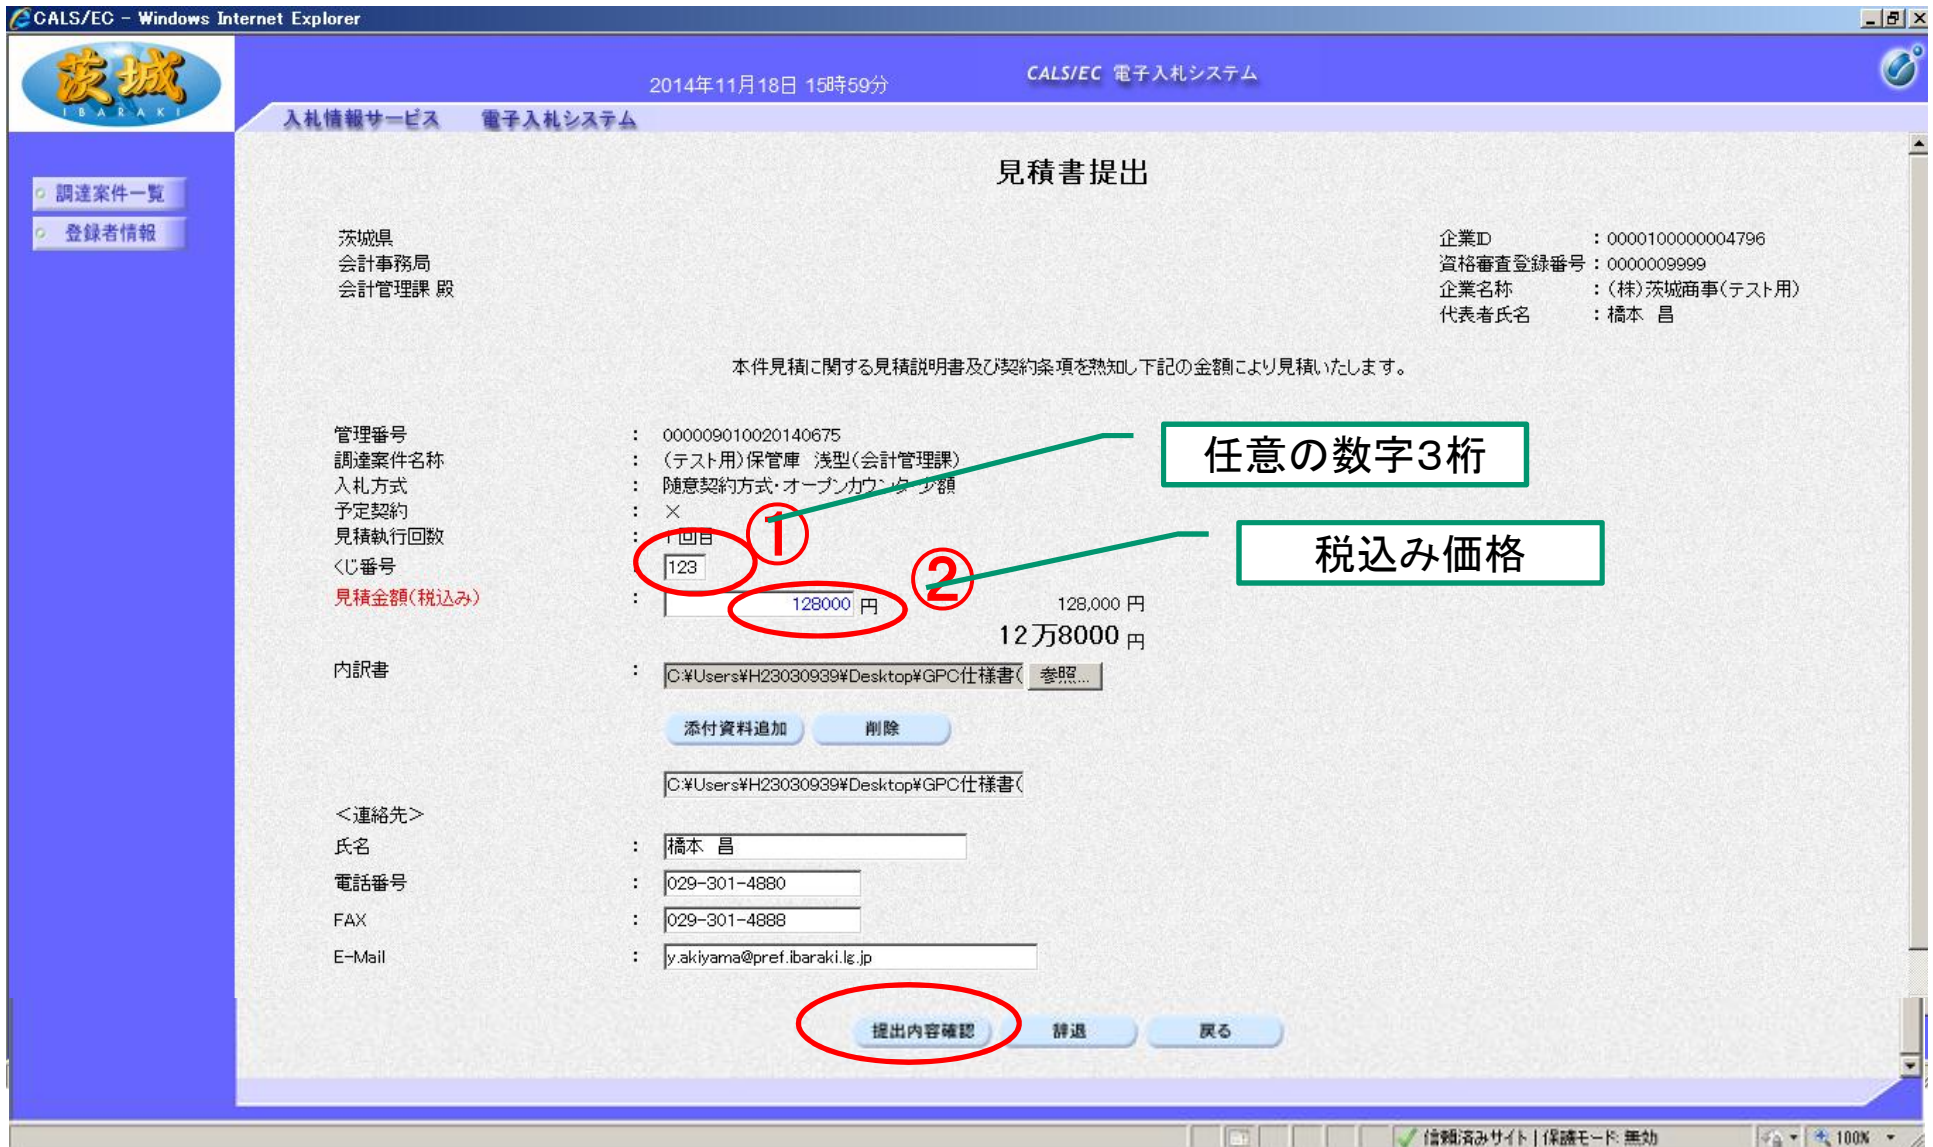 CALS/EC - Windows Internet Explorer
茨城
IBARAKI
2014年11月18日 15時59分
CALS/EC 電子入札システム
入札情報サービス 電子入札システム
調達案件一覧
登録者情報
見積書提出
茨城県
会計事務局
会計管理課 殿
企業ID :0000100000004796
資格審査登録番号:0000009999
企業名称 :(株)茨城商事(テスト用)
代表者氏名 :橋本 昌
本件見積に関する見積説明書及び契約条項を熟知し下記の金額により見積いたします。
管理番号 : 000009010020140675
調達案件名称 : (テスト用)保管庫 浅型(会計管理課)
入札方式 : 随意契約方式・オープンカウンタ 少額
予定契約 : ×
見積執行回数 : 1回目
くじ番号 : 123
見積金額(税込み) : 128000 円 128,000 円
12万8000 円
①
任意の数字3桁
②
税込み価格
内訳書 : C:¥Users¥H23030939¥Desktop¥GPC仕様書( 参照...
添付資料追加 削除
C:¥Users¥H23030939¥Desktop¥GPC仕様書(
<連絡先>
氏名 : 橋本 昌
電話番号 : 029-301-4880
FAX : 029-301-4888
E-Mail : y.akiyama@pref.ibaraki.lg.jp
提出内容確認 辞退 戻る
信頼済みサイト | 保護モード: 無効 100%